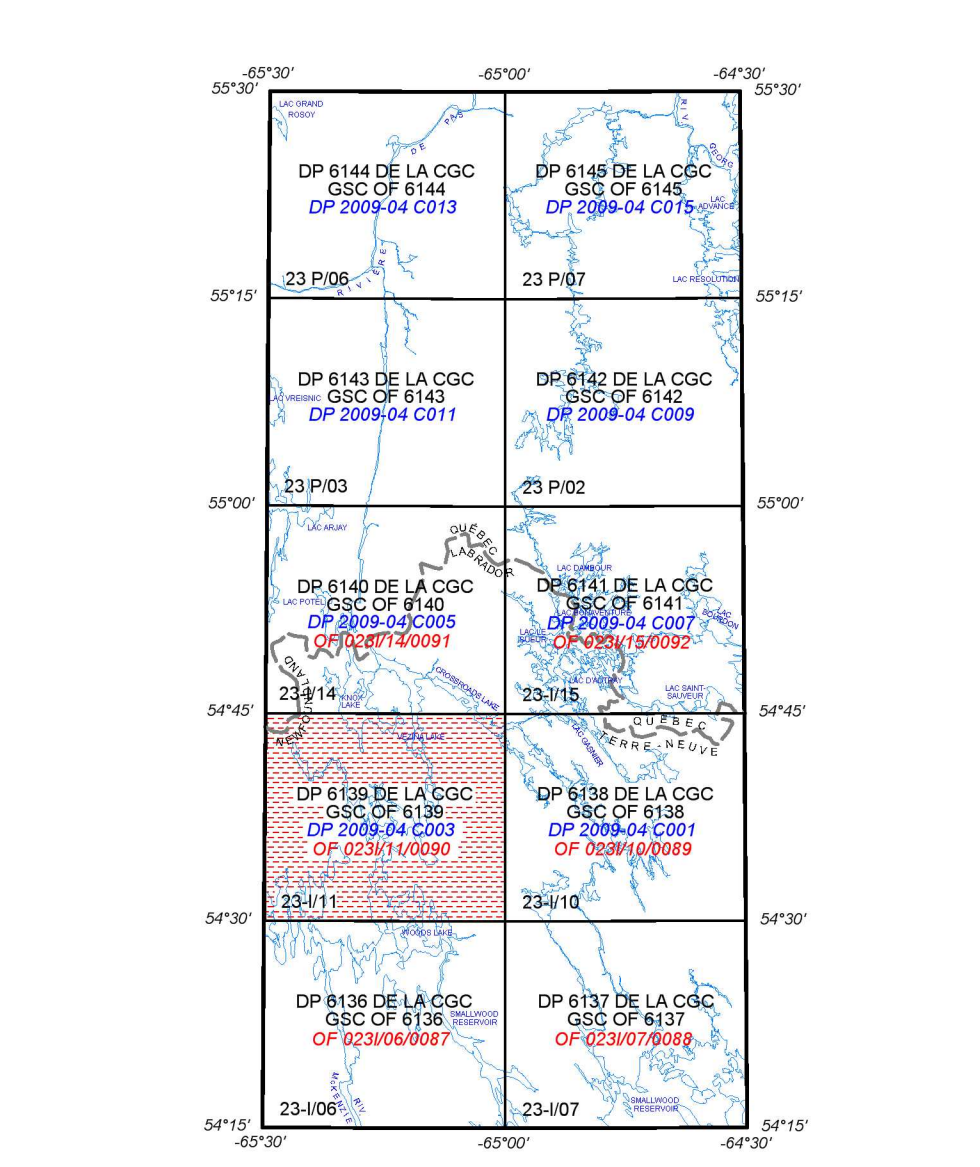 -65°30'
-65°00'
-64°30'
55°30'
55°30'
LAC GRAND
ROSOY
DE PAS
RIV
GEORG
DP 6144 DE LA CGC
GSC OF 6144
DP 2009-04 C013
DP 6145 DE LA CGC
GSC OF 6145
DP 2009-04 C015
LAC
ADVANCE
RIVIÈRE
23 P/06
23 P/07
LAC RESOLUTION
55°15'
55°15'
DP 6143 DE LA CGC
GSC OF 6143
DP 2009-04 C011
LAC VREISNIC
DP 6142 DE LA CGC
GSC OF 6142
DP 2009-04 C009
23 P/03
23 P/02
55°00'
55°00'
LAC ARJAY
QUÉBEC
LABRADOR
LAC DAMBOUR
DP 6140 DE LA CGC
GSC OF 6140
DP 2009-04 C005
OF 023I/14/0091
LAC POTEL
DP 6141 DE LA CGC
GSC OF 6141
DP 2009-04 C007
OF 023I/15/0092
LAC BONAVENTURE
LAC
BOURDON
LAC LE
SUEUR
LAC D'AUTRAY
LAC SAINT-
SAUVEUR
CROSSROADS LAKE
23-I/14
KNOX
LAKE
23-I/15
NEWFOUNDLAND
54°45'
54°45'
QUÉBEC
TERRE-NEUVE
VEZINA LAKE
LAC GASNIER
DP 6139 DE LA CGC
GSC OF 6139
DP 2009-04 C003
OF 023I/11/0090
DP 6138 DE LA CGC
GSC OF 6138
DP 2009-04 C001
OF 023I/10/0089
23-I/11
23-I/10
54°30'
54°30'
WOODS LAKE
DP 6136 DE LA CGC
GSC OF 6136
OF 023I/06/0087
SMALLWOOD
RESERVOIR
DP 6137 DE LA CGC
GSC OF 6137
OF 023I/07/0088
McKENZIE RIV
23-I/06
23-I/07
SMALLWOOD
RESERVOIR
54°15'
54°15'
-65°30'
-65°00'
-64°30'